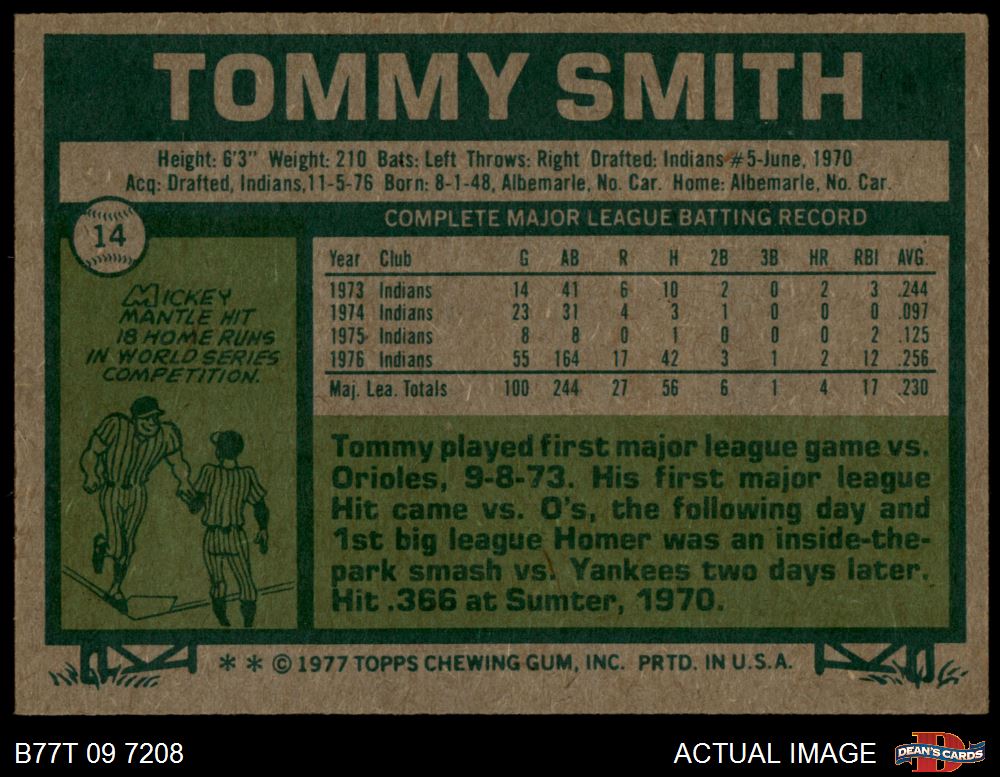 TOMMY SMITH
Height: 6'3" Weight: 210 Bats: Left Throws: Right Drafted: Indians #5-June, 1970
Acq: Drafted, Indians,11-5-76 Born: 8-1-48, Albemarle, No. Car. Home: Albemarle, No. Car.
14
COMPLETE MAJOR LEAGUE BATTING RECORD
Year Club G AB R H 2B 3B HR RBI AVG.
1973 Indians 14 41 6 10 2 0 2 3 .244
1974 Indians 23 31 4 3 1 0 0 0 .097
1975 Indians 8 8 0 1 0 0 0 2 .125
1976 Indians 55 164 17 42 3 1 2 12 .256
Maj. Lea. Totals 100 244 27 56 6 1 4 17 .230
MICKEY
MANTLE HIT
18 HOME RUNS
IN WORLD SERIES
COMPETITION.
Tommy played first major league game vs.
Orioles, 9-8-73. His first major league
Hit came vs. O's, the following day and
1st big league Homer was an inside-the-
park smash vs. Yankees two days later.
Hit .366 at Sumter, 1970.
* * © 1977 TOPPS CHEWING GUM, INC. PRTD. IN U.S.A.
B77T 09 7208
ACTUAL IMAGE
D
DEAN'S CARDS